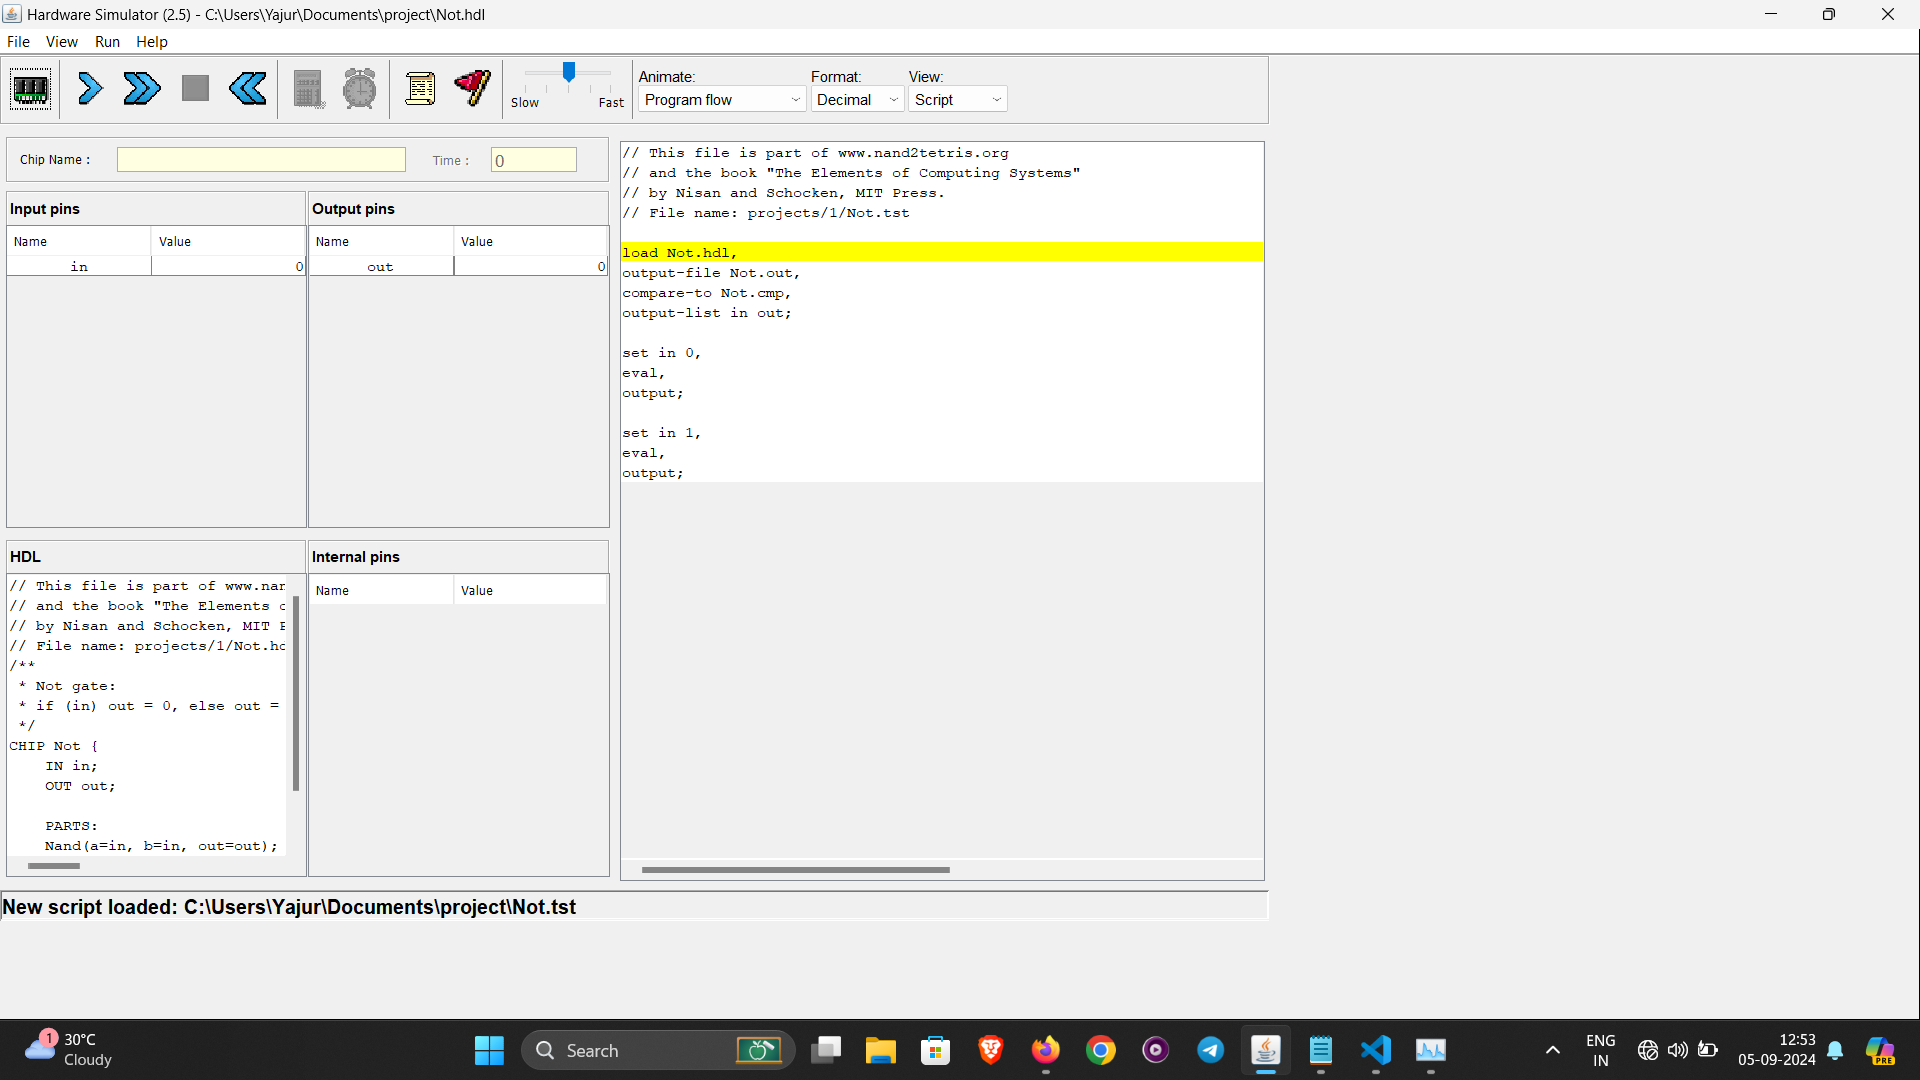 Hardware Simulator (2.5) - C:\Users\Yajur\Documents\project\Not.hdl
File View Run Help
Slow Fast
Animate: Format: View:
Program flow Decimal Script
Chip Name : Time : 0
Input pins Output pins
Name Value Name Value
in 0 out 0
// This file is part of www.nand2tetris.org
// and the book "The Elements of Computing Systems"
// by Nisan and Schocken, MIT Press.
// File name: projects/1/Not.tst
load Not.hdl,
output-file Not.out,
compare-to Not.cmp,
output-list in out;
set in 0,
eval,
output;
set in 1,
eval,
output;
HDL Internal pins
Name Value
// This file is part of www.nan
// and the book "The Elements
// by Nisan and Schocken, MIT
// File name: projects/1/Not.hd
/**
* Not gate:
* if (in) out = 0, else out =
*/
CHIP Not {
IN in;
OUT out;
PARTS:
Nand(a=in, b=in, out=out);
New script loaded: C:\Users\Yajur\Documents\project\Not.tst
1
30°C
Cloudy
Search
ENG
IN
12:53
05-09-2024
PRE